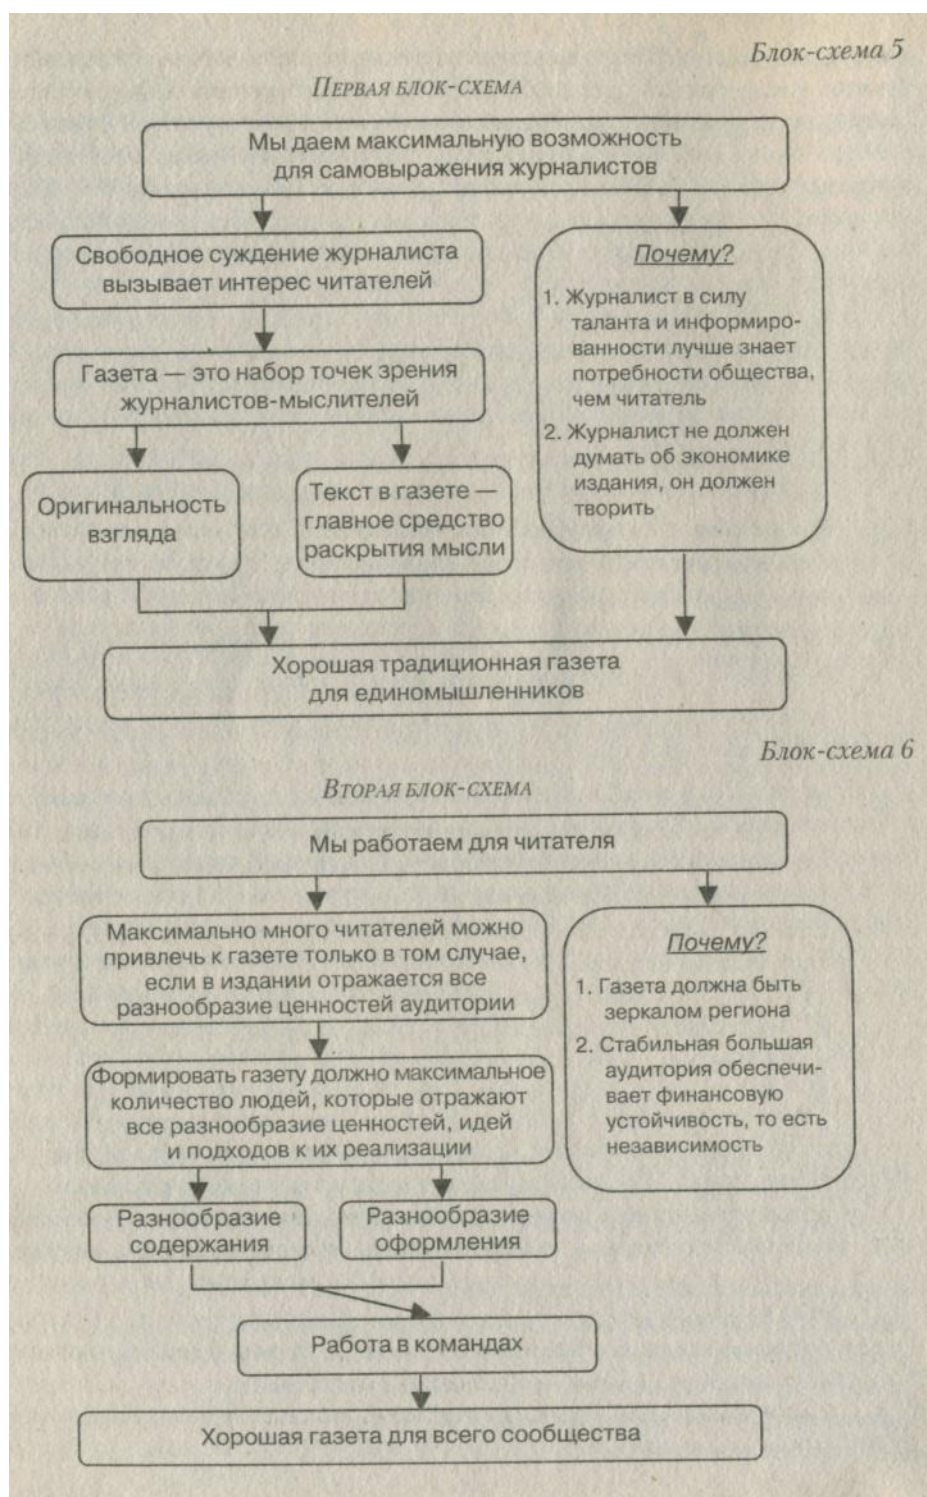 Блок-схема 5
Первая блок-схема
Мы даем максимальную возможность
для самовыражения журналистов
Свободное суждение журналиста
вызывает интерес читателей
Газета — это набор точек зрения
журналистов-мыслителей
Оригинальность
взгляда
Текст в газете —
главное средство
раскрытия мысли
Почему?
1. Журналист в силу
таланта и информиро-
ванности лучше знает
потребности общества,
чем читатель
2. Журналист не должен
думать об экономике
издания, он должен
творить
Хорошая традиционная газета
для единомышленников
Блок-схема 6
Вторая блок-схема
Мы работаем для читателя
Максимально много читателей можно
привлечь к газете только в том случае,
если в издании отражается все
разнообразие ценностей аудитории
Формировать газету должно максимальное
количество людей, которые отражают
все разнообразие ценностей, идей
и подходов к их реализации
Разнообразие
содержания
Разнообразие
оформления
Почему?
1. Газета должна быть
зеркалом региона
2. Стабильная большая
аудитория обеспечи-
вает финансовую
устойчивость, то есть
независимость
Работа в командах
Хорошая газета для всего сообщества